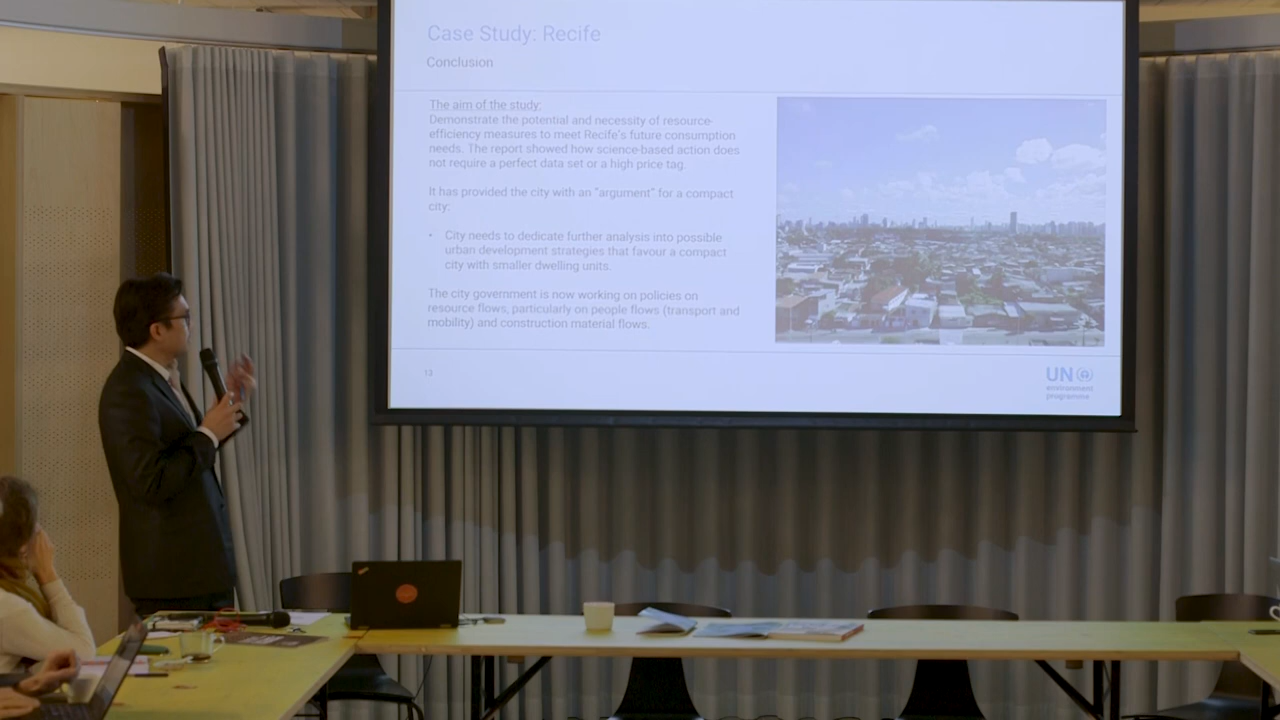 Case Study: Recife
Conclusion
The aim of the study:
Demonstrate the potential and necessity of resource-
efficiency measures to meet Recife's future consumption
needs. The report showed how science-based action does
not require a perfect data set or a high price tag.
It has provided the city with an "argument" for a compact
city:
• City needs to dedicate further analysis into possible
urban development strategies that favour a compact
city with smaller dwelling units.
The city government is now working on policies on
resource flows, particularly on people flows (transport and
mobility) and construction material flows.
13
UN
environment
programme